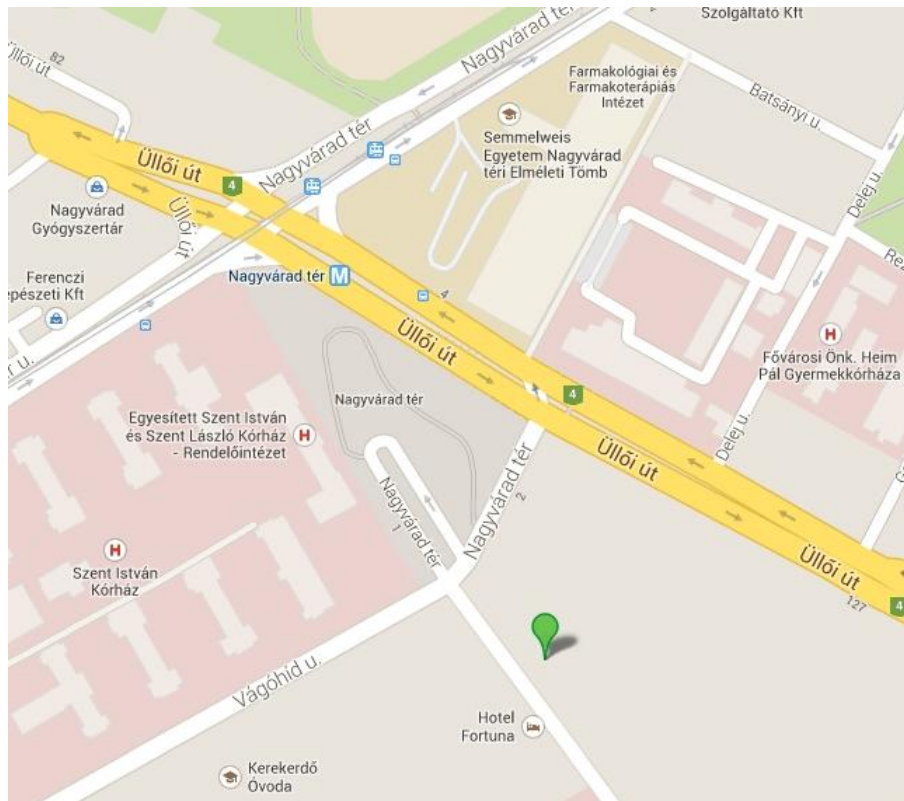 Szolgáltató Kft
Nagyvárad tér
Üllői út
82
Farmakológiai és
Farmakoterápiás
Intézet
Batsányi u.
Semmelweis
Egyetem Nagyvárad
téri Elméleti Tömb
Nagyvárad tér
Üllői út
4
Delej u.
Nagyvárad
Gyógyszertár
Üllői út
Ferenczi
epészeti Kft
Nagyvárad tér
M
4
Üllői út
H
Fővárosi Önk. Heim
Pál Gyermekkórháza
r u.
4
Nagyvárad tér
Egyesített Szent István
és Szent László Kórház
- Rendelőintézet
H
Delej u.
Üllői út
Nagyvárad tér
2
Nagyvárad tér
1
H
Szent István
Kórház
Üllői út
127
4
Vágóhíd u.
Hotel
Fortuna
Kerekerdő
Óvoda